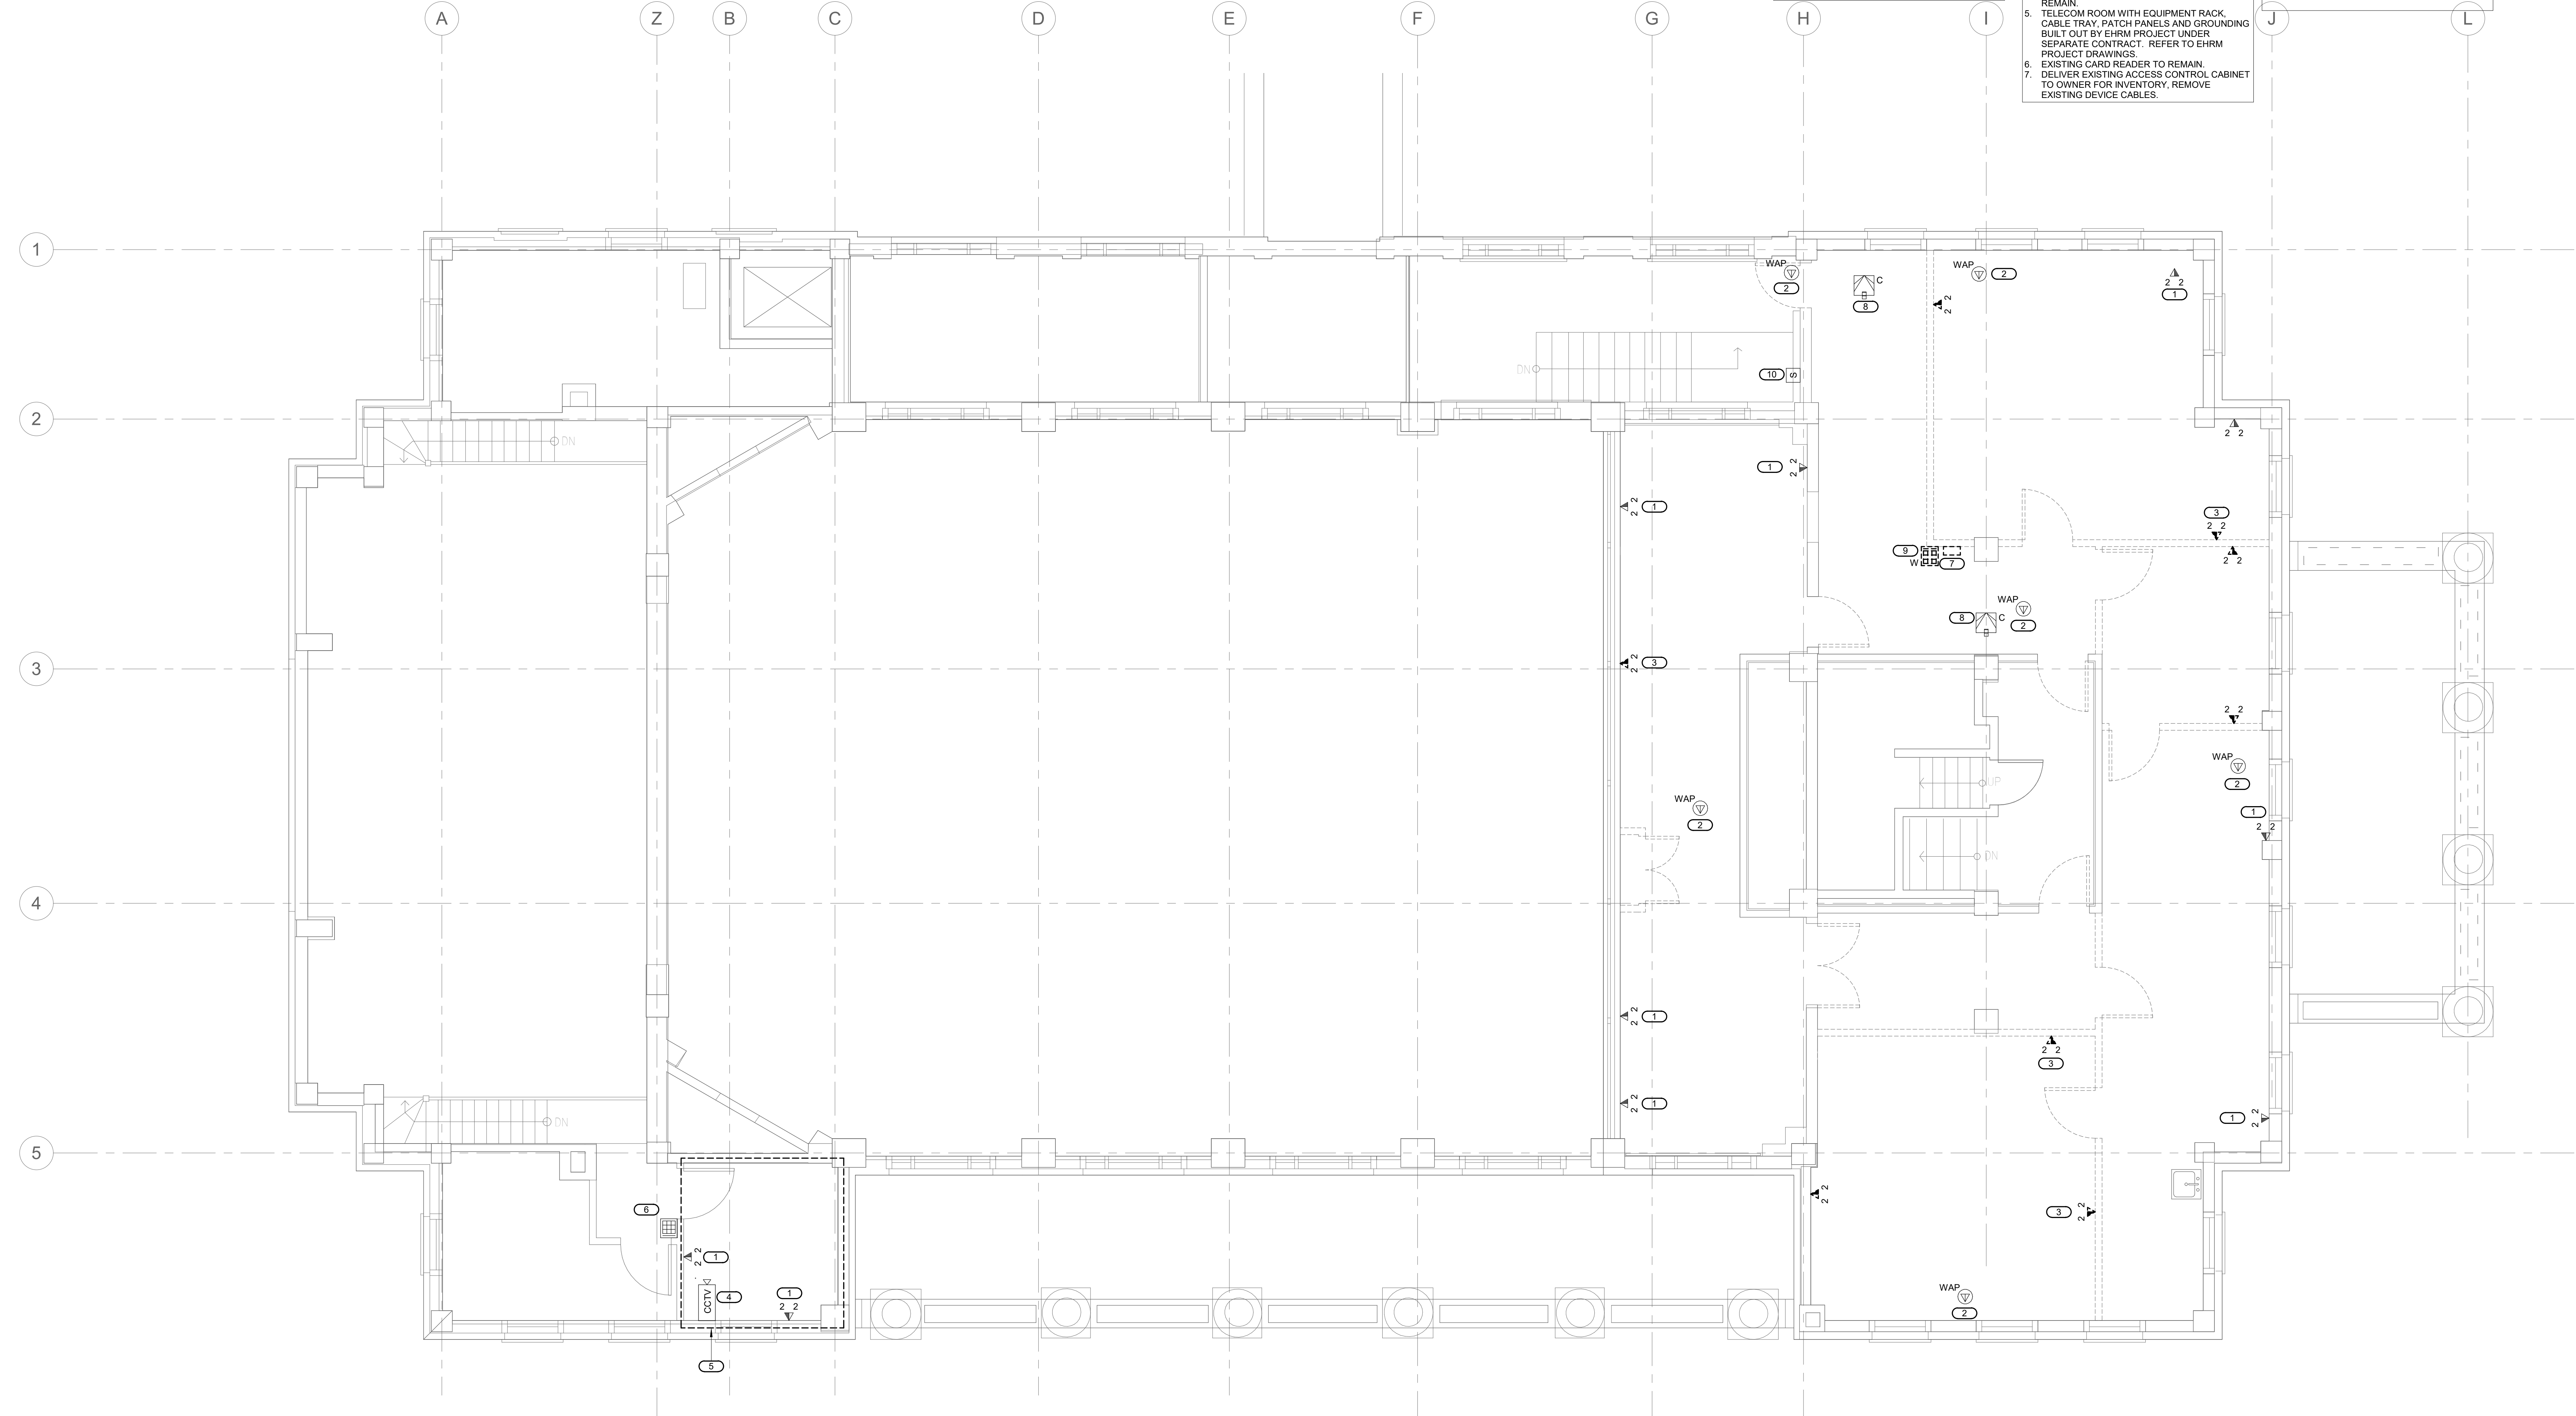 A Z B C D E F G H I J L
REMAIN.
5. TELECOM ROOM WITH EQUIPMENT RACK,
CABLE TRAY, PATCH PANELS AND GROUNDING
BUILT OUT BY EHRM PROJECT UNDER
SEPARATE CONTRACT. REFER TO EHRM
PROJECT DRAWINGS.
6. EXISTING CARD READER TO REMAIN.
7. DELIVER EXISTING ACCESS CONTROL CABINET
TO OWNER FOR INVENTORY, REMOVE
EXISTING DEVICE CABLES.
1
WAP
2
C
8
WAP
2
2 2
1
2 2
DN
10
S
2
DN
2 2
1
2 2
1
2 2
3
2 2
2 2
9
W
7
WAP
2
8
C
3
2 2
3
2 2
UP
WAP
2
WAP
2
1
2 2
DN
4
2 2
1
2 2
3
2 2
1
1
2 2
DN
5
2 2
3
2 2
6
2 2
1
CCTV
4
1
2 2
WAP
2
5